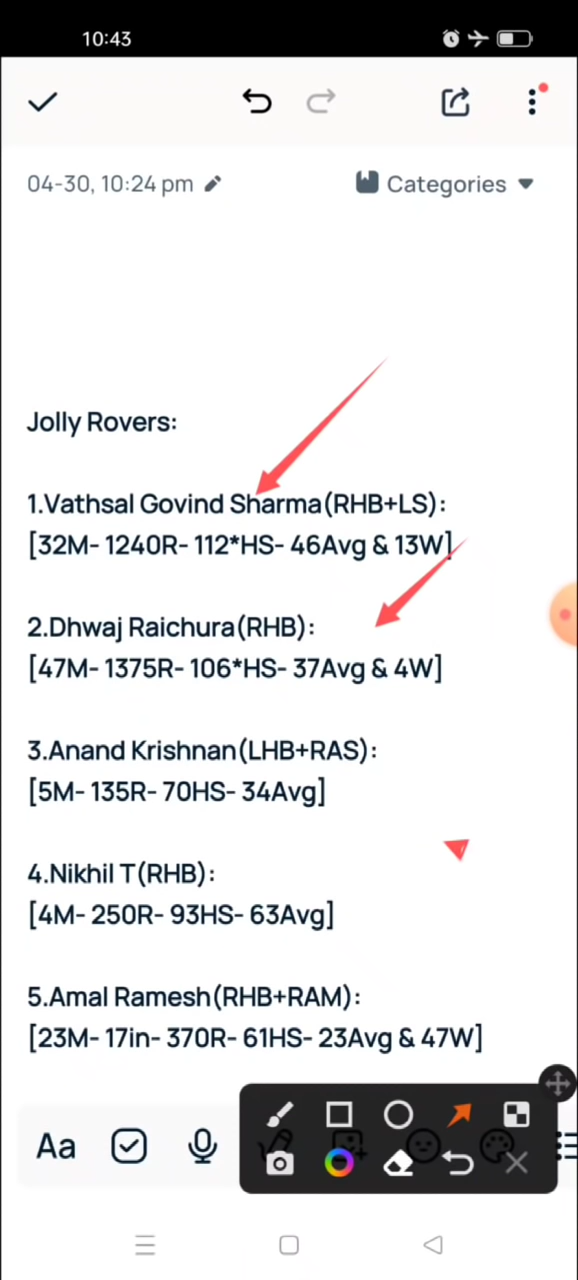 10:43
04-30, 10:24 pm
Categories
Jolly Rovers:
1.Vathsal Govind Sharma(RHB+LS):
[32M- 1240R- 112*HS- 46Avg & 13W]
2.Dhwaj Raichura(RHB):
[47M- 1375R- 106*HS- 37Avg & 4W]
3.Anand Krishnan(LHB+RAS):
[5M- 135R- 70HS- 34Avg]
4.Nikhil T(RHB):
[4M- 250R- 93HS- 63Avg]
5.Amal Ramesh(RHB+RAM):
[23M- 17in- 370R- 61HS- 23Avg & 47W]
Aa